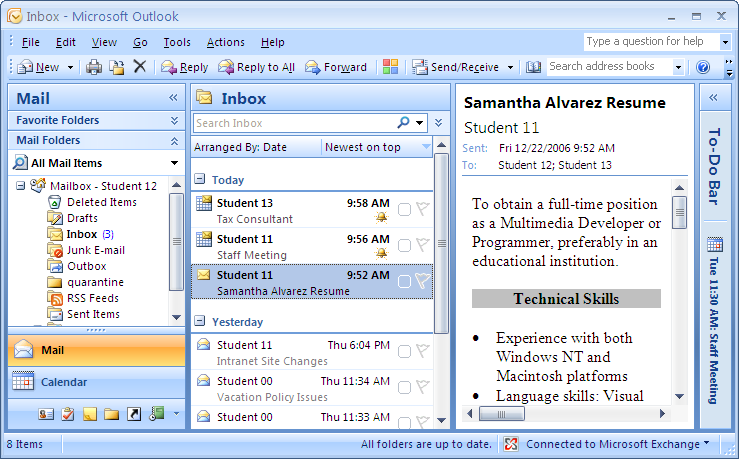 Inbox - Microsoft Outlook
File Edit View Go Tools Actions Help
Type a question for help
New Reply Reply to All Forward Send/Receive Search address books
Mail
Favorite Folders
Mail Folders
All Mail Items
Mailbox - Student 12
Deleted Items
Drafts
Inbox (3)
Junk E-mail
Outbox
quarantine
RSS Feeds
Sent Items
Mail
Calendar
Inbox
Search Inbox
Arranged By: Date Newest on top
Today
Student 13 9:58 AM
Tax Consultant
Student 11 9:56 AM
Staff Meeting
Student 11 9:52 AM
Samantha Alvarez Resume
Yesterday
Student 11 Thu 6:04 PM
Intranet Site Changes
Student 00 Thu 11:34 AM
Vacation Policy Issues
Student 00 Thu 11:33 AM
Samantha Alvarez Resume
Student 11
Sent: Fri 12/22/2006 9:52 AM
To: Student 12; Student 13
To obtain a full-time position
as a Multimedia Developer or
Programmer, preferably in an
educational institution.
Technical Skills
• Experience with both
Windows NT and
Macintosh platforms
• Language skills: Visual
To-Do Bar
Tue 11:30 AM: Staff Meeting
8 Items
All folders are up to date.
Connected to Microsoft Exchange